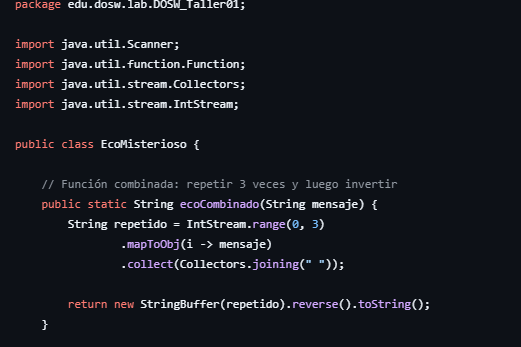 package edu.dosw.lab.DOSW_Taller01;
import java.util.Scanner;
import java.util.function.Function;
import java.util.stream.Collectors;
import java.util.stream.IntStream;
public class EcoMisterioso {
// Función combinada: repetir 3 veces y luego invertir
public static String ecoCombinado(String mensaje) {
String repetido = IntStream.range(0, 3)
.mapToObj(i -> mensaje)
.collect(Collectors.joining(" "));
return new StringBuffer(repetido).reverse().toString();
}